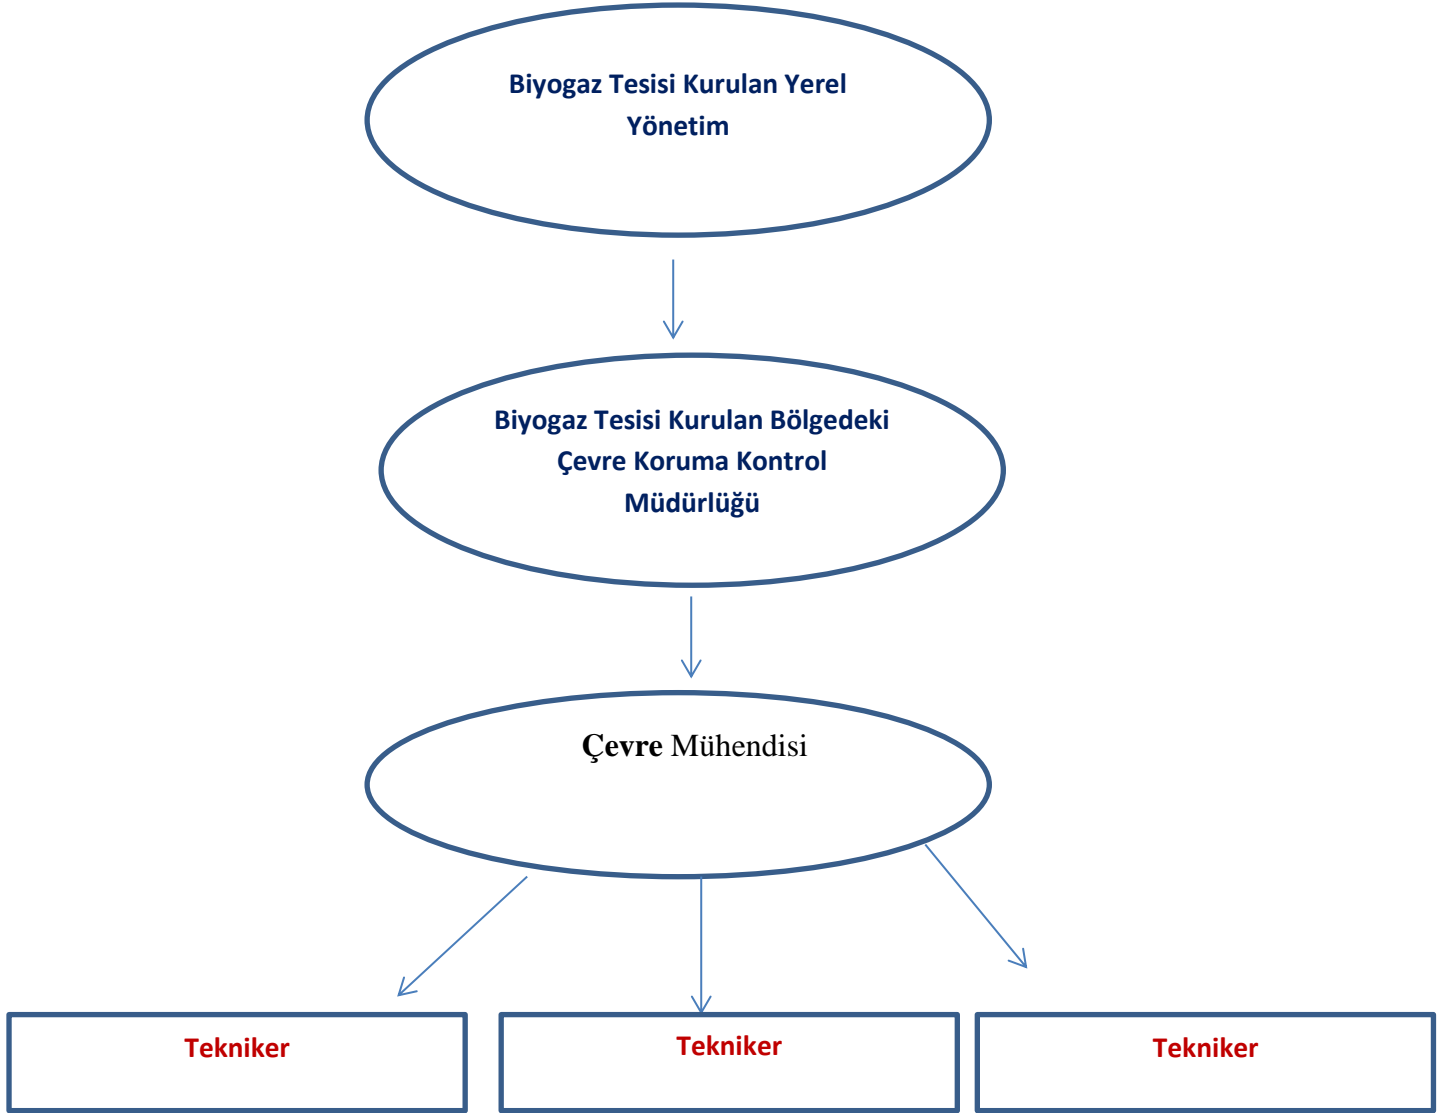 Biyogaz Tesisi Kurulan Yerel
Yönetim
Biyogaz Tesisi Kurulan Bölgedeki
Çevre Koruma Kontrol
Müdürlüğü
Çevre Mühendisi
Tekniker
Tekniker
Tekniker